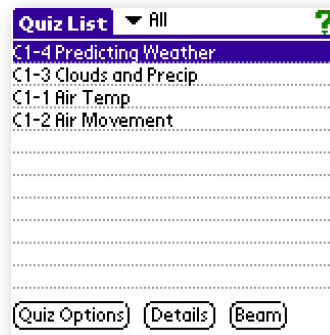 Quiz List ▼ All ?
C1-4 Predicting Weather
C1-3 Clouds and Precip
C1-1 Air Temp
C1-2 Air Movement
Quiz Options Details Beam